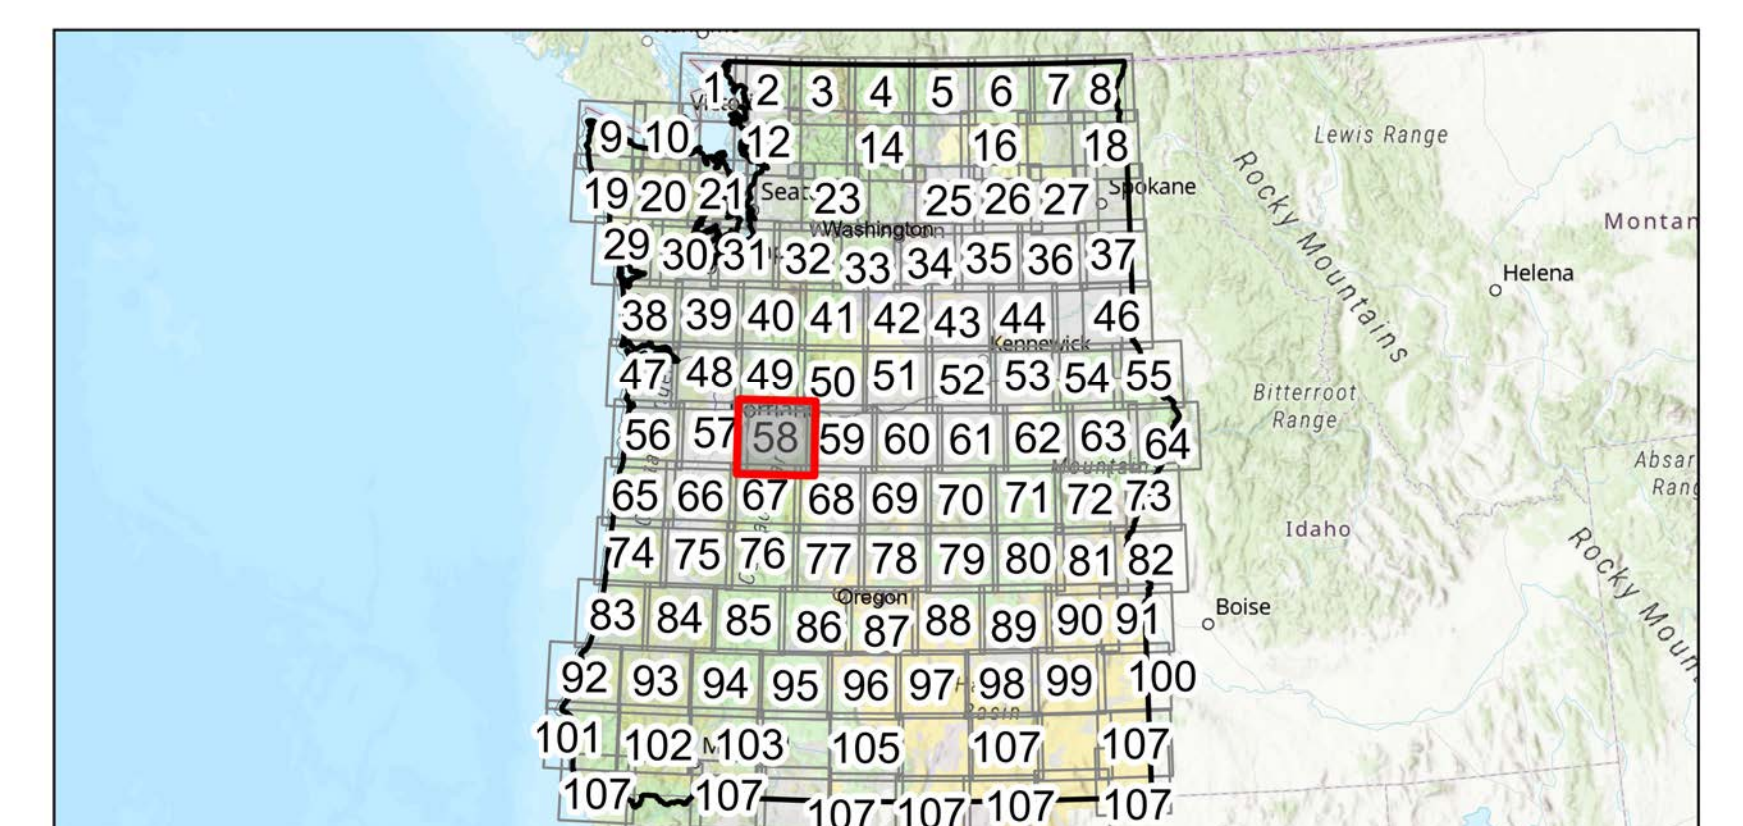 1 2 3 4 5 6 7 8
9 10 12 14 16 18
Lewis Range
19 20 21 Seat 23 25 26 27 Spokane
Washington
Montan
29 30 31 32 33 34 35 36 37
Rocky Mountains
Helena
38 39 40 41 42 43 44 46
Kennewick
47 48 49 50 51 52 53 54 55
Bitterroot
Range
56 57 58 59 60 61 62 63 64
Mountain
Absar
Rang
65 66 67 68 69 70 71 72 73
Idaho
74 75 76 77 78 79 80 81 82
Rocky Moun
Oregon
83 84 85 86 87 88 89 90 91
Boise
92 93 94 95 96 97 98 99 100
Basin
101 102 103 105 107 107
107 107 107 107 107 107